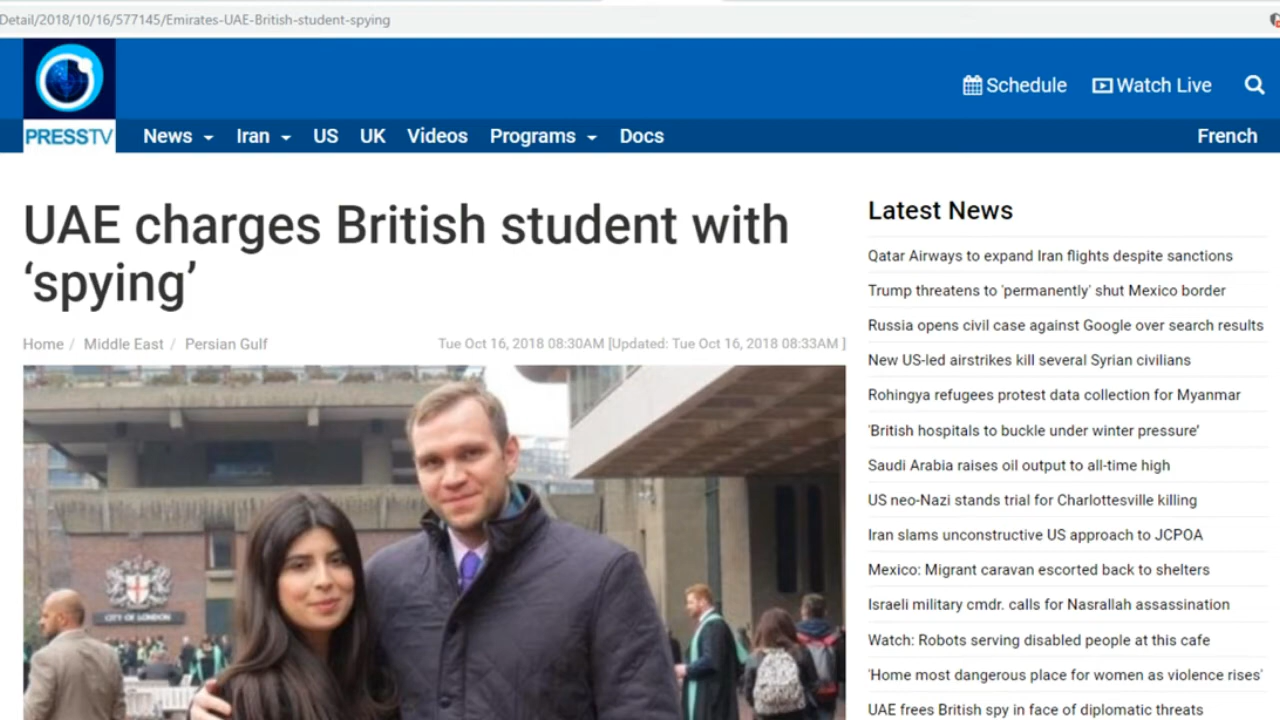 Detail/2018/10/16/577145/Emirates-UAE-British-student-spying
Schedule
Watch Live
PRESSTV
News
Iran
US
UK
Videos
Programs
Docs
French
UAE charges British student with
‘spying’
Home / Middle East / Persian Gulf
Tue Oct 16, 2018 08:30AM [Updated: Tue Oct 16, 2018 08:33AM ]
CITY OF LONDON
Latest News
Qatar Airways to expand Iran flights despite sanctions
Trump threatens to 'permanently' shut Mexico border
Russia opens civil case against Google over search results
New US-led airstrikes kill several Syrian civilians
Rohingya refugees protest data collection for Myanmar
'British hospitals to buckle under winter pressure'
Saudi Arabia raises oil output to all-time high
US neo-Nazi stands trial for Charlottesville killing
Iran slams unconstructive US approach to JCPOA
Mexico: Migrant caravan escorted back to shelters
Israeli military cmdr. calls for Nasrallah assassination
Watch: Robots serving disabled people at this cafe
'Home most dangerous place for women as violence rises'
UAE frees British spy in face of diplomatic threats